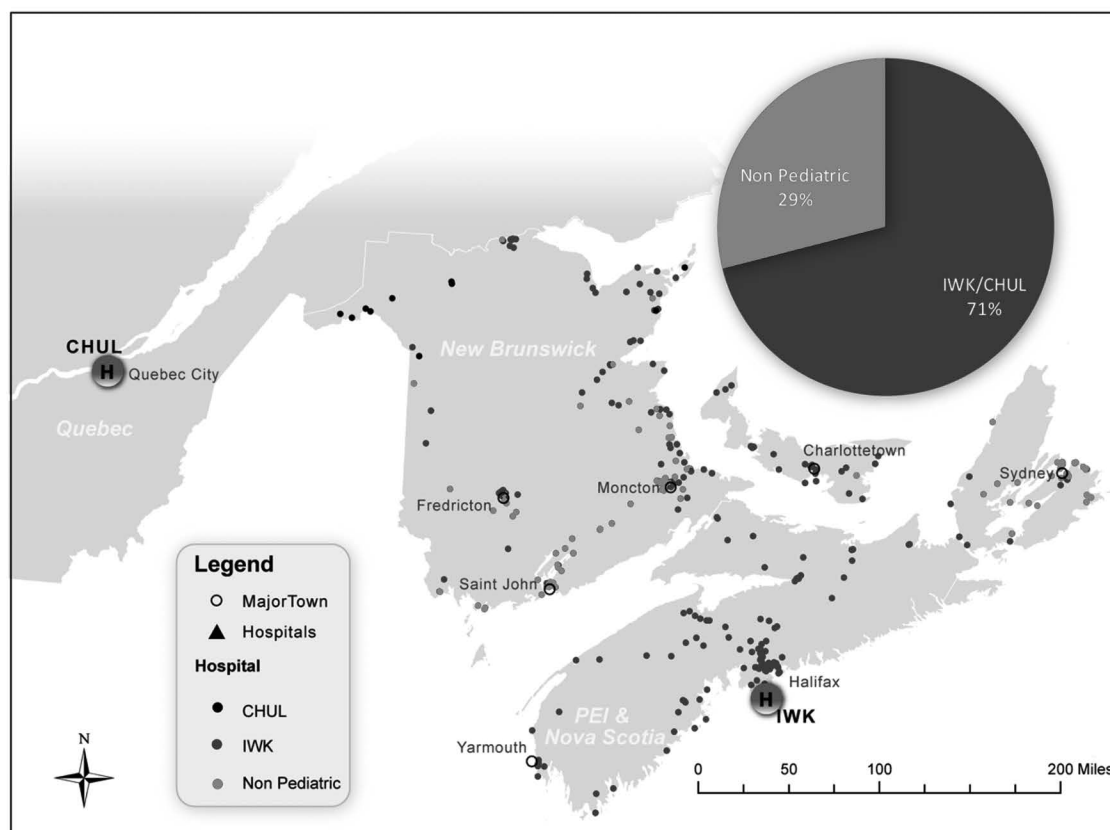 Non Pediatric
29%
IWK/CHUL
71%
CHUL
H
Quebec City
Quebec
New Brunswick
Charlottetown
Sydney
Moncton
Fredricton
Saint John
Halifax
H
IWK
PEI &
Nova Scotia
Yarmouth
Legend
MajorTown
Hospitals
Hospital
CHUL
IWK
Non Pediatric
N
0 50 100 200 Miles